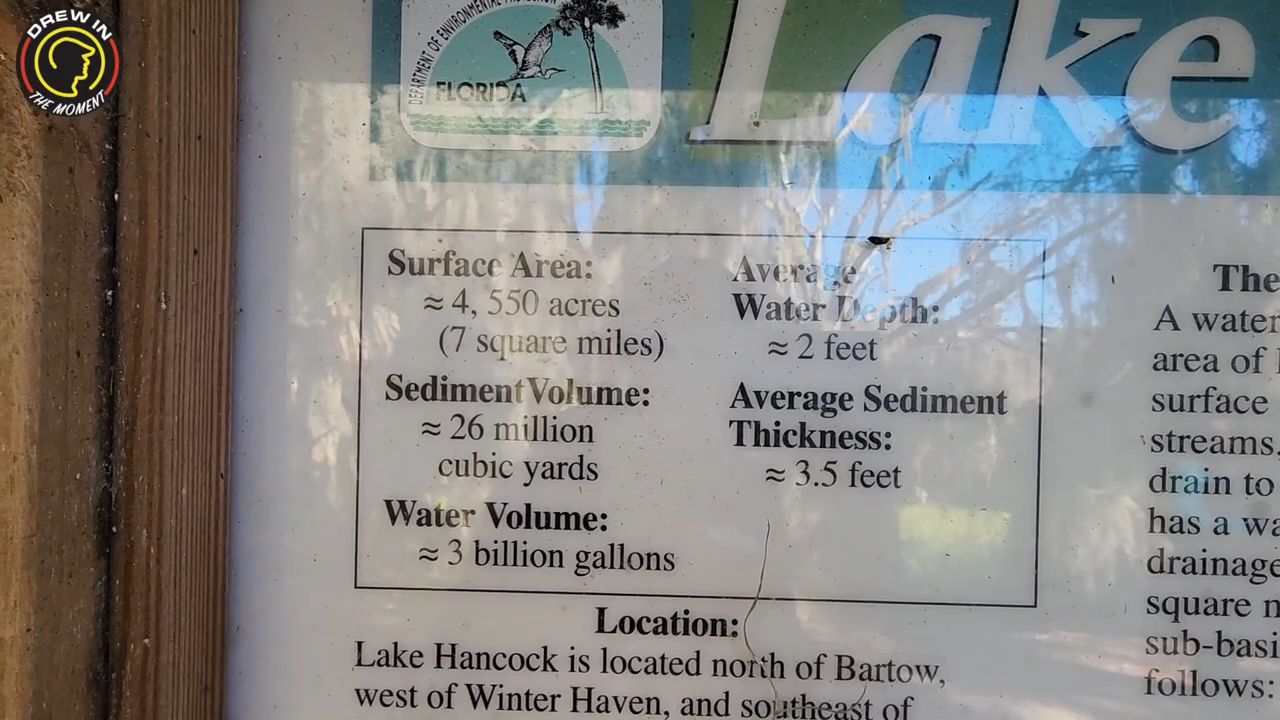 DREW IN
THE MOMENT
DEPARTMENT OF ENVIRONMENTAL PROTECTION
FLORIDA
Lake
Surface Area:
≈ 4, 550 acres
(7 square miles)
Sediment Volume:
≈ 26 million
cubic yards
Water Volume:
≈ 3 billion gallons
Average
Water Depth:
≈ 2 feet
Average Sediment
Thickness:
≈ 3.5 feet
Location:
Lake Hancock is located north of Bartow,
west of Winter Haven, and southeast of
The
A water
area of
surface
streams,
drain to
has a
drainage
square
follows: